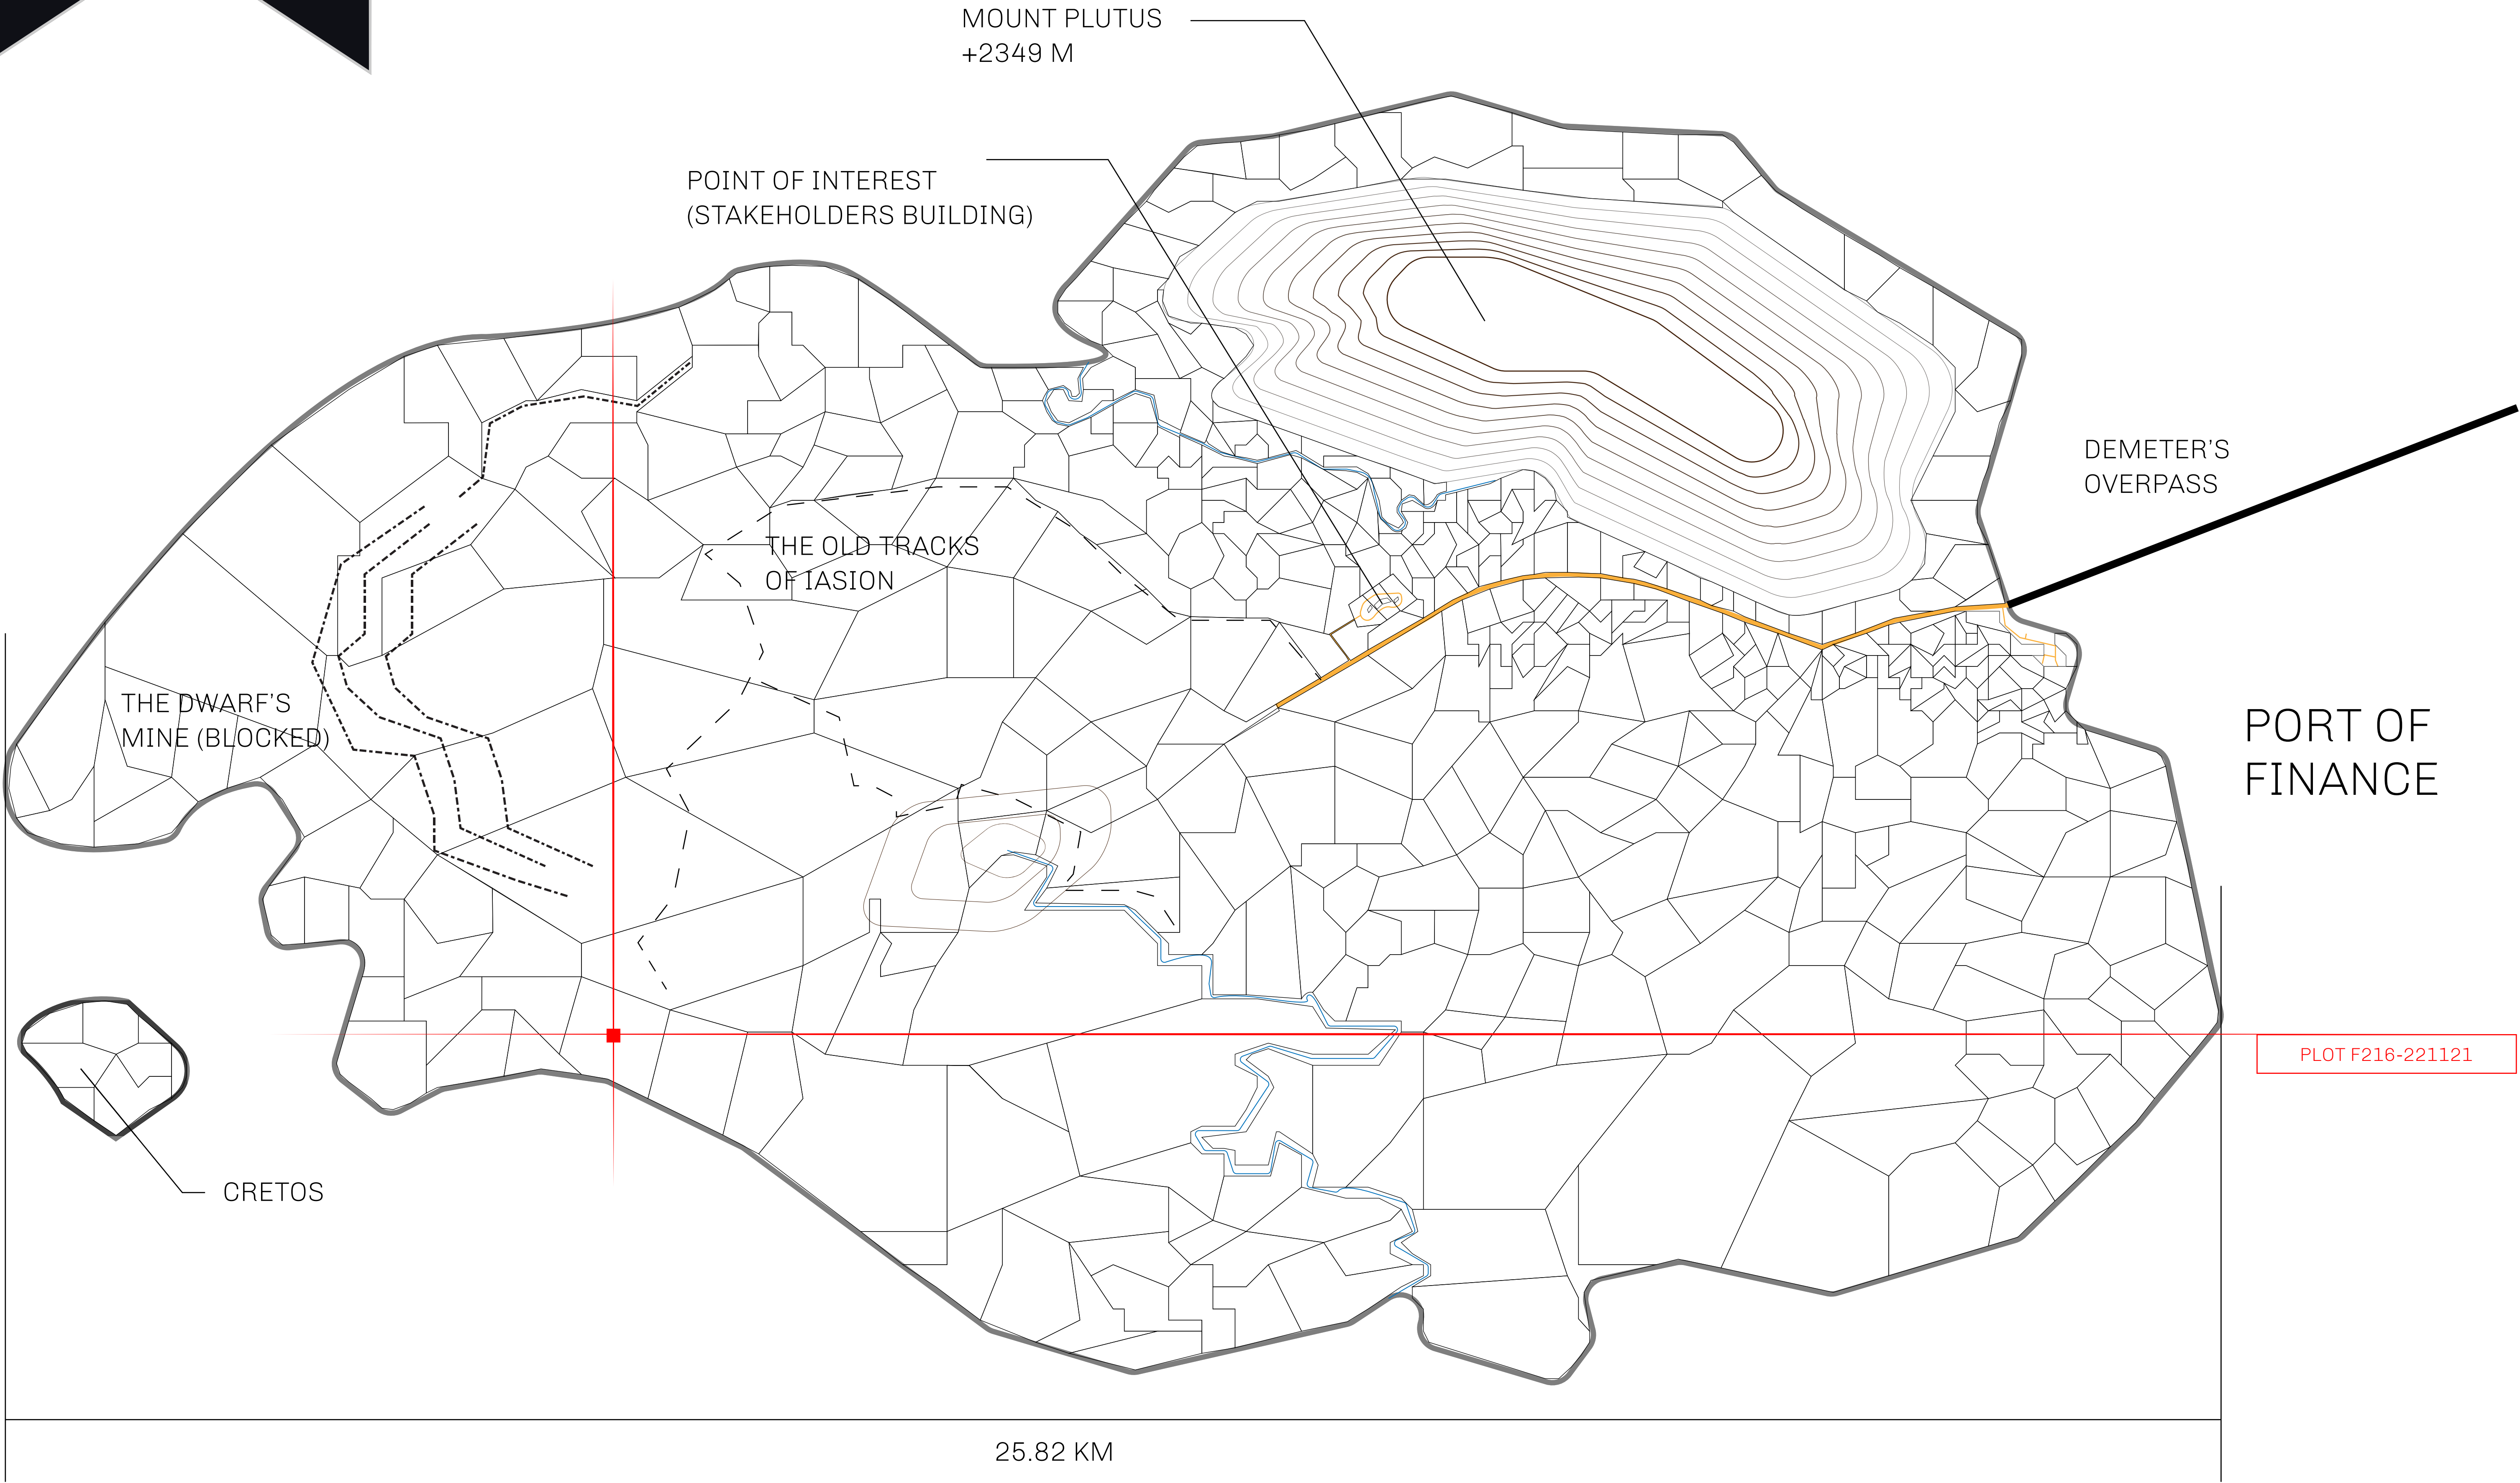 MOUNT PLUTUS
+2349 M
POINT OF INTEREST
(STAKEHOLDERS BUILDING)
DEMETER'S
OVERPASS
THE OLD TRACKS
OF IASION
THE DWARF'S
MINE (BLOCKED)
PORT OF
FINANCE
PLOT F216-221121
CRETOS
25.82 KM